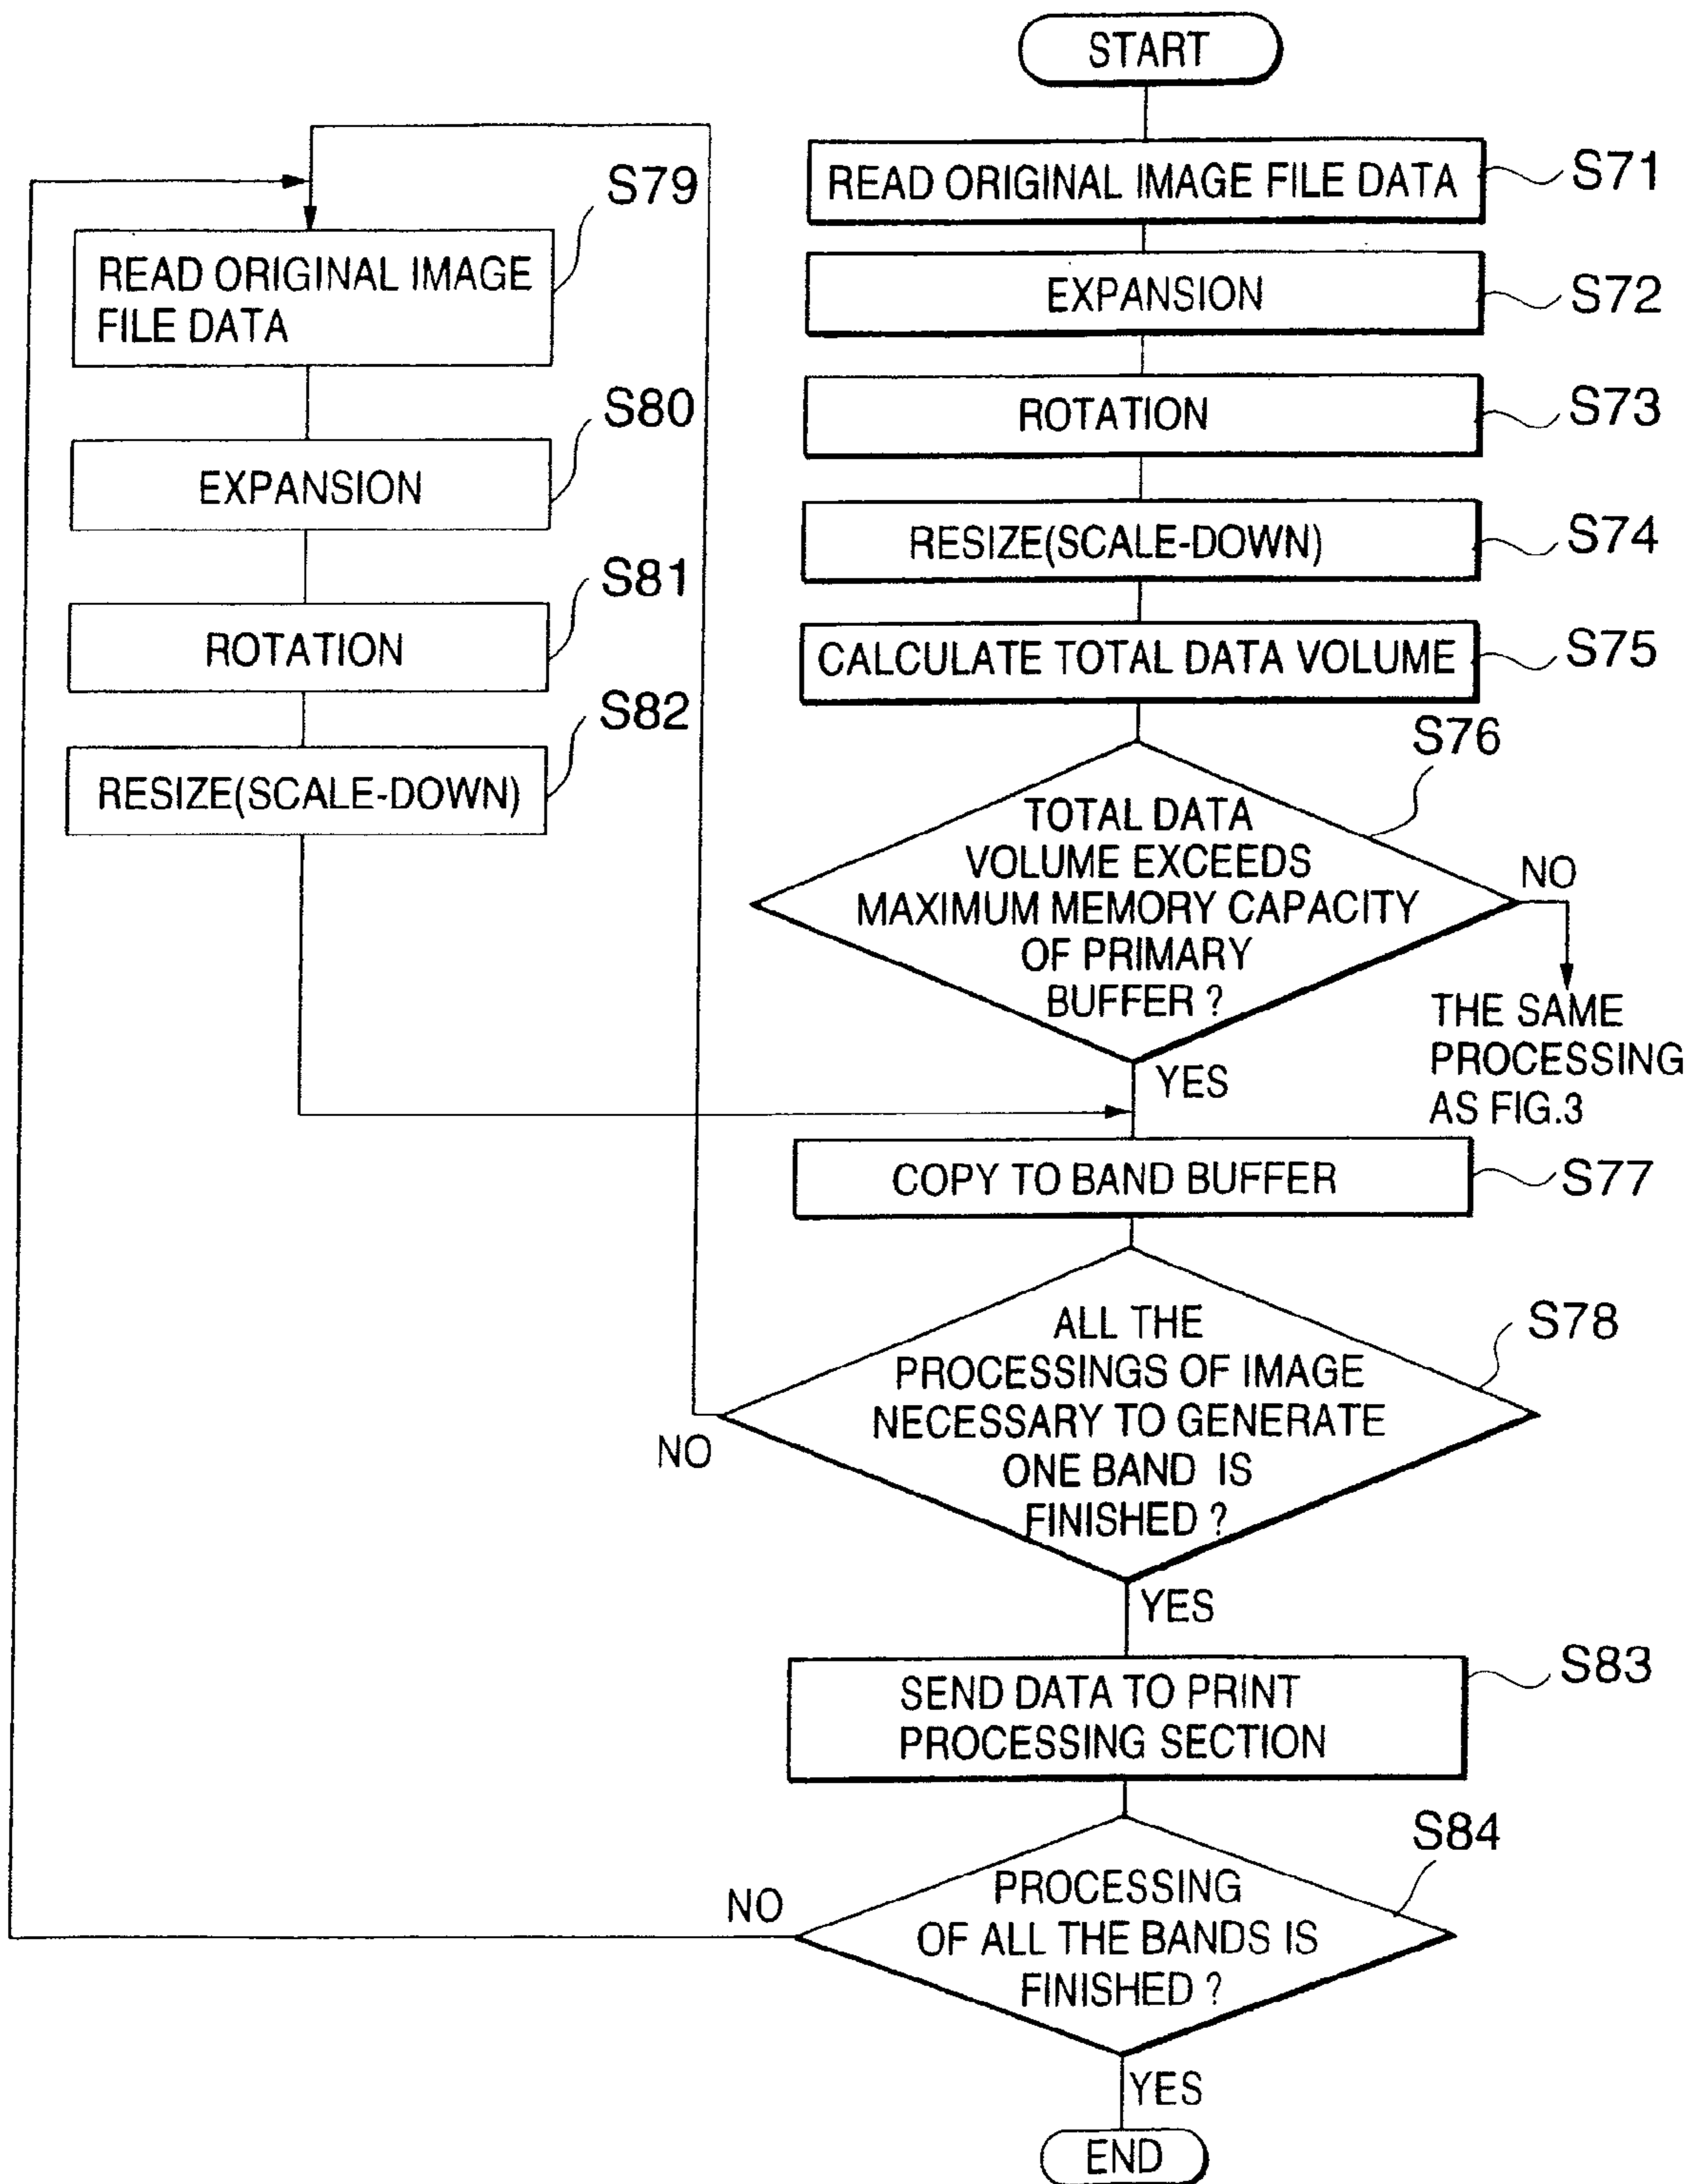 START
READ ORIGINAL IMAGE FILE DATA
S71
EXPANSION
S72
ROTATION
S73
RESIZE(SCALE-DOWN)
S74
CALCULATE TOTAL DATA VOLUME
S75
S76
TOTAL DATA
VOLUME EXCEEDS
MAXIMUM MEMORY CAPACITY
OF PRIMARY
BUFFER ?
NO
THE SAME
PROCESSING
AS FIG.3
YES
COPY TO BAND BUFFER
S77
S78
ALL THE
PROCESSINGS OF IMAGE
NECESSARY TO GENERATE
ONE BAND IS
FINISHED ?
NO
YES
S79
READ ORIGINAL IMAGE
FILE DATA
S80
EXPANSION
S81
ROTATION
S82
RESIZE(SCALE-DOWN)
SEND DATA TO PRINT
PROCESSING SECTION
S83
S84
PROCESSING
OF ALL THE BANDS IS
FINISHED ?
NO
YES
END